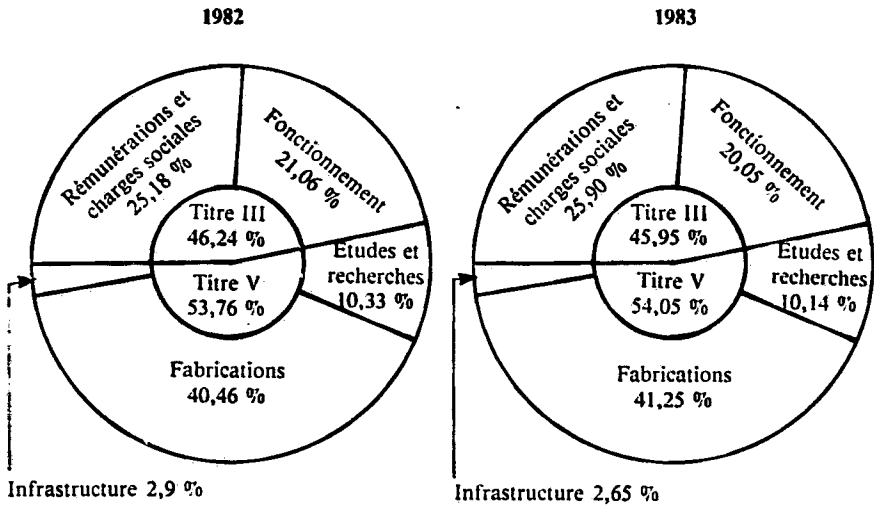 1982
Rémunérations et
charges sociales
25,18 %
Fonctionnement
21,06 %
Titre III
46,24 %
Titre V
53,76 %
Etudes et
recherches
10,33 %
Fabrications
40,46 %
Infrastructure 2,9 %
1983
Rémunérations et
charges sociales
25,90 %
Fonctionnement
20,05 %
Titre III
45,95 %
Titre V
54,05 %
Etudes et
recherches
10,14 %
Fabrications
41,25 %
Infrastructure 2,65 %